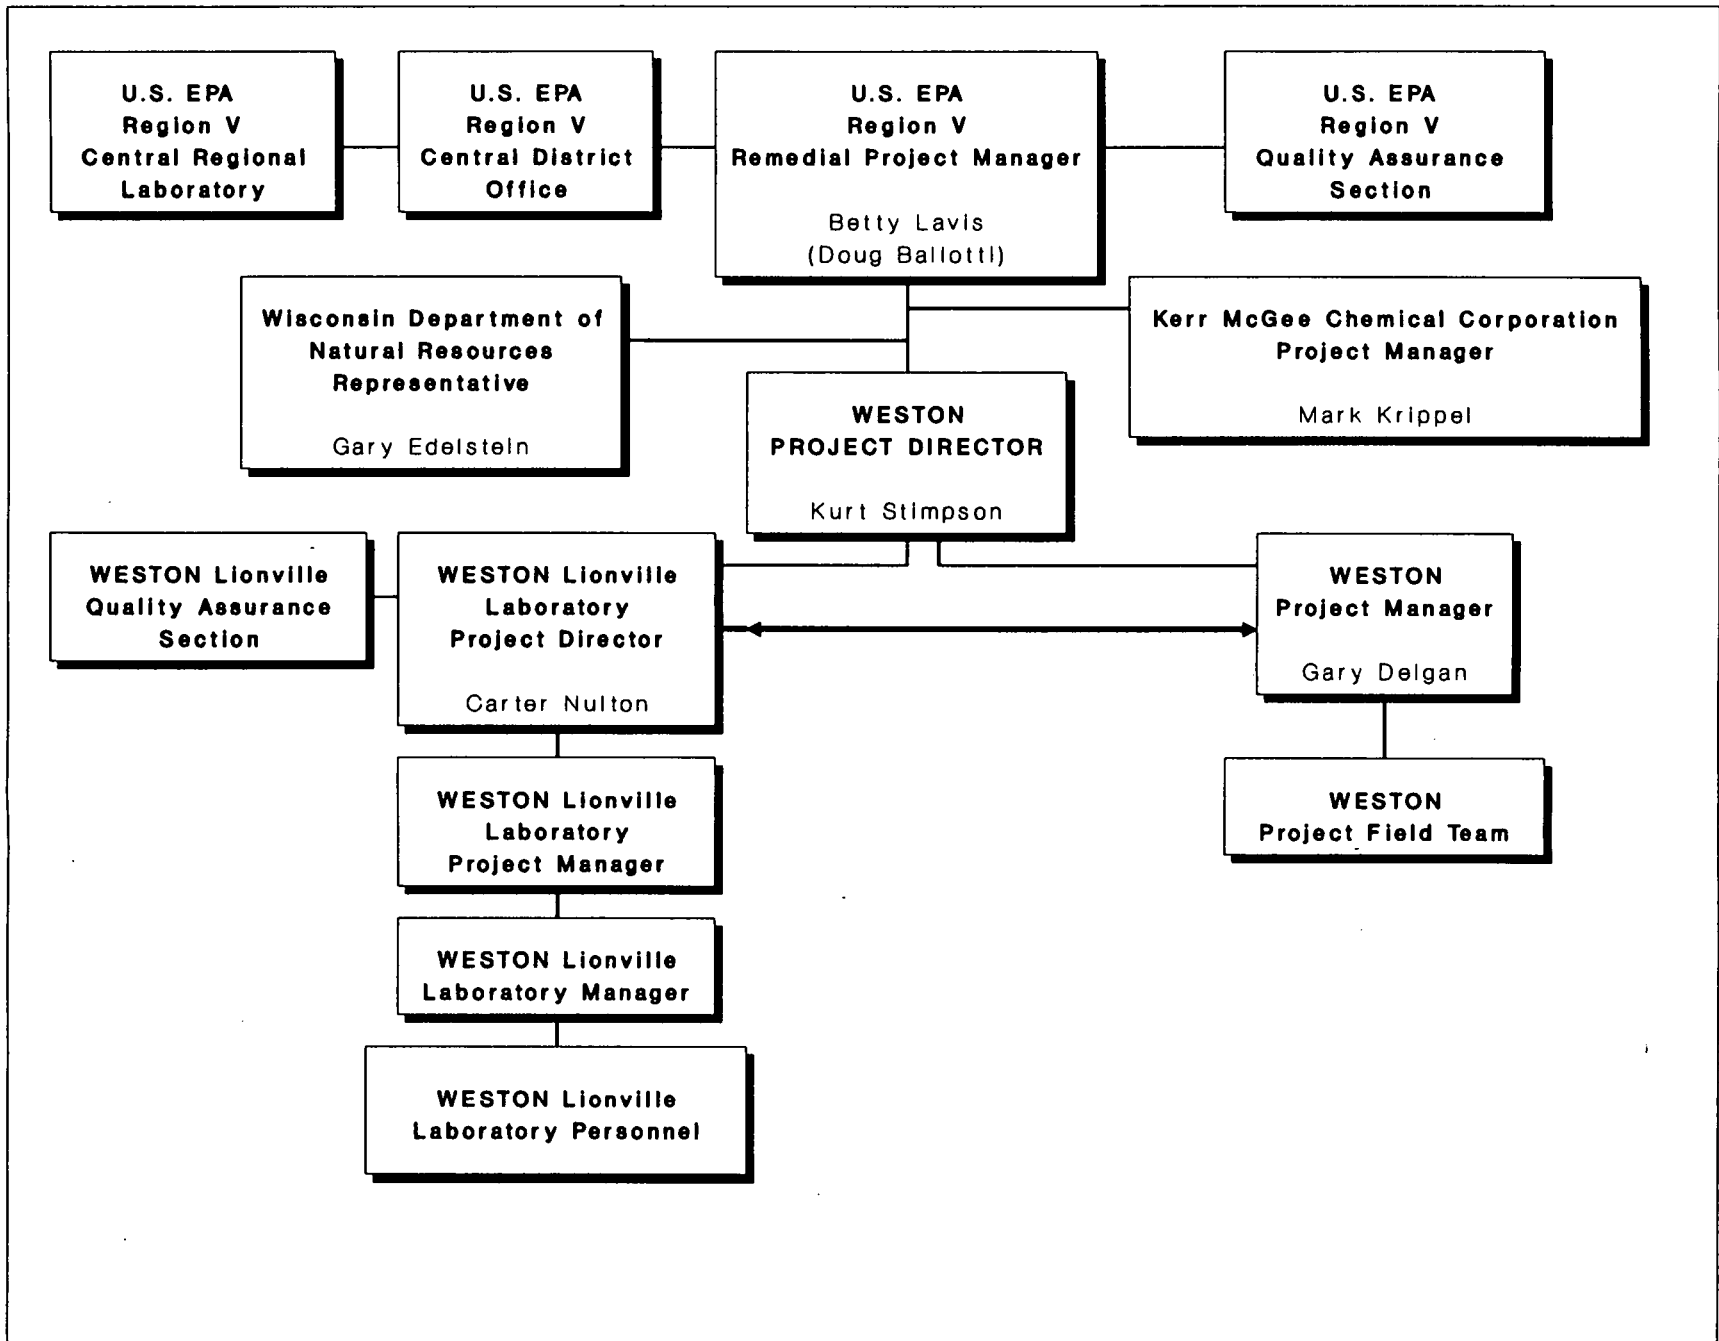 U.S. EPA
Region V
Central Regional
Laboratory
U.S. EPA
Region V
Central District
Office
U.S. EPA
Region V
Remedial Project Manager
Betty Lavis
(Doug Ballotti)
U.S. EPA
Region V
Quality Assurance
Section
Wisconsin Department of
Natural Resources
Representative
Gary Edelstein
Kerr McGee Chemical Corporation
Project Manager
Mark Krippel
WESTON
PROJECT DIRECTOR
Kurt Stimpson
WESTON Lionville
Quality Assurance
Section
WESTON Lionville
Laboratory
Project Director
Carter Nulton
WESTON
Project Manager
Gary Deigan
WESTON Lionville
Laboratory
Project Manager
WESTON
Project Field Team
WESTON Lionville
Laboratory Manager
WESTON Lionville
Laboratory Personnel